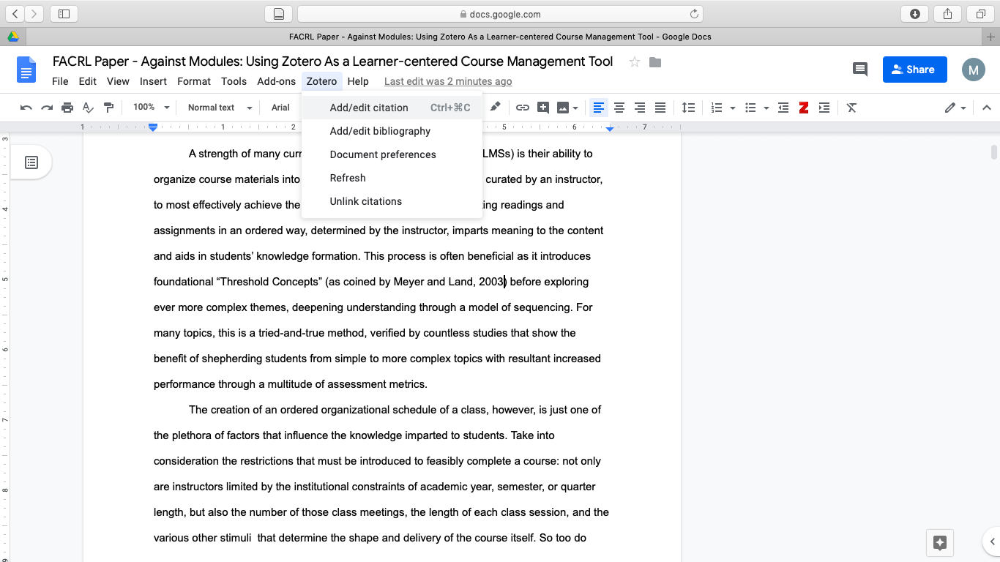 docs.google.com
FACRL Paper - Against Modules: Using Zotero As a Learner-centered Course Management Tool - Google Docs
FACRL Paper - Against Modules: Using Zotero As a Learner-centered Course Management Tool
File Edit View Insert Format Tools Add-ons Zotero Help Last edit was 2 minutes ago
Share
M
100% Normal text Arial
Z
Add/edit citation Ctrl+⌘C
Add/edit bibliography
Document preferences
Refresh
Unlink citations
1 1 2 5 6 7
3
4
5
6
7
8
9
A strength of many curr LMSs) is their ability to
organize course materials into curated by an instructor,
to most effectively achieve the ing readings and
assignments in an ordered way, determined by the instructor, imparts meaning to the content
and aids in students’ knowledge formation. This process is often beneficial as it introduces
foundational “Threshold Concepts” (as coined by Meyer and Land, 2003) before exploring
ever more complex themes, deepening understanding through a model of sequencing. For
many topics, this is a tried-and-true method, verified by countless studies that show the
benefit of shepherding students from simple to more complex topics with resultant increased
performance through a multitude of assessment metrics.
The creation of an ordered organizational schedule of a class, however, is just one of
the plethora of factors that influence the knowledge imparted to students. Take into
consideration the restrictions that must be introduced to feasibly complete a course: not only
are instructors limited by the institutional constraints of academic year, semester, or quarter
length, but also the number of those class meetings, the length of each class session, and the
various other stimuli  that determine the shape and delivery of the course itself. So too do